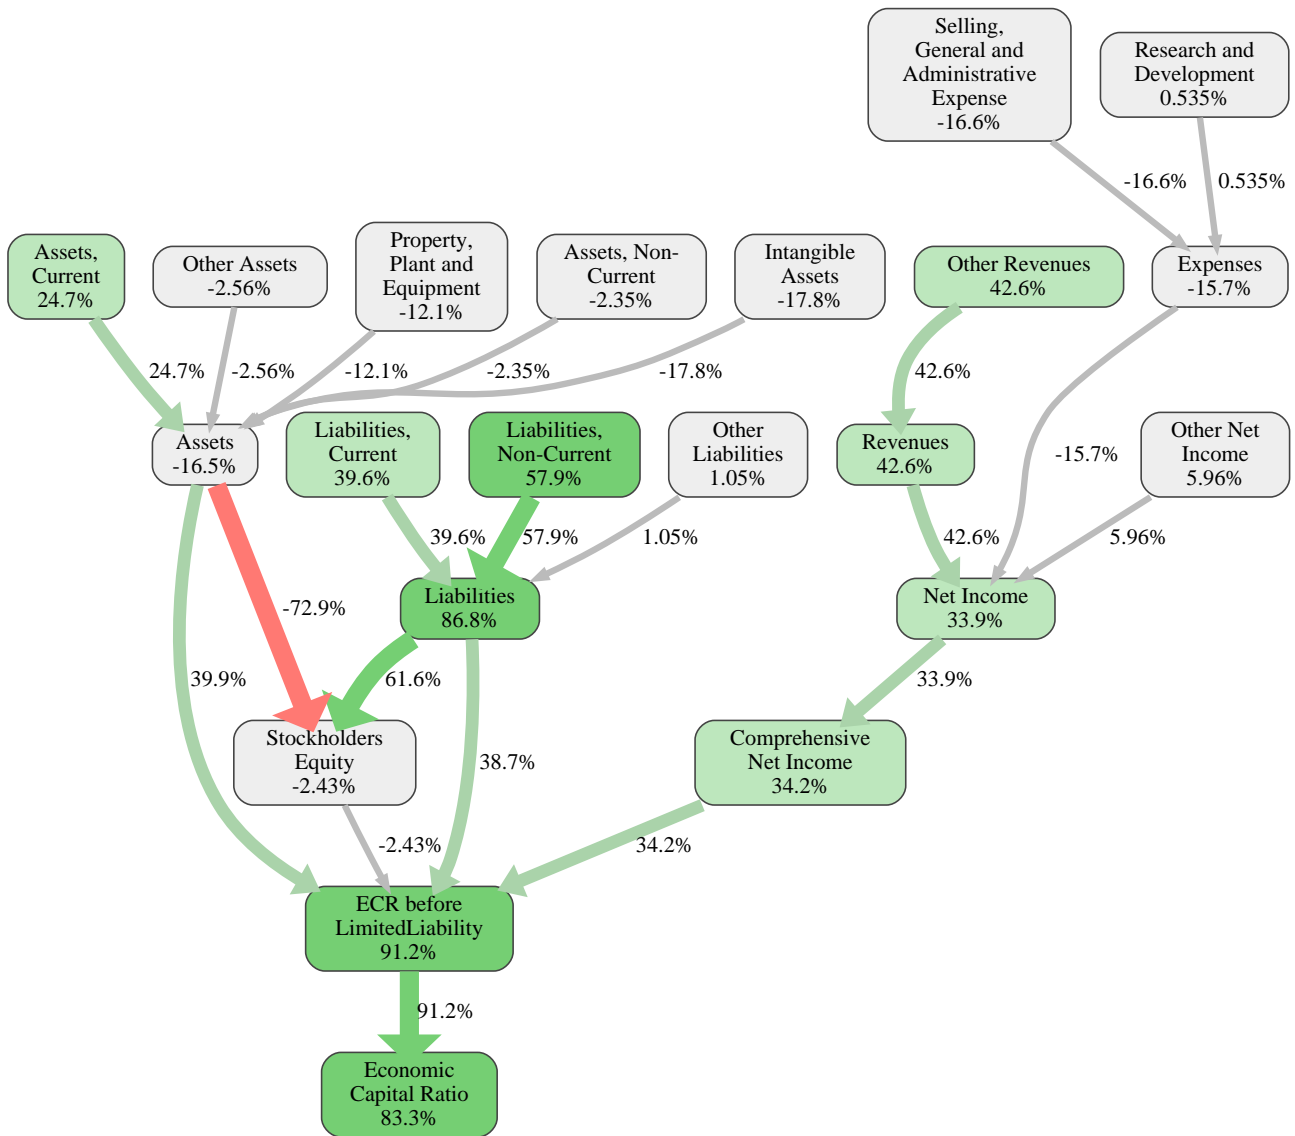 Selling,
General and
Administrative
Expense
-16.6%
Research and
Development
0.535%
-16.6%
0.535%
Assets,
Current
24.7%
Other Assets
-2.56%
Property,
Plant and
Equipment
-12.1%
Assets, Non-
Current
-2.35%
Intangible
Assets
-17.8%
Other Revenues
42.6%
Expenses
-15.7%
24.7%
-2.56%
-12.1%
-2.35%
-17.8%
42.6%
Assets
-16.5%
Liabilities,
Current
39.6%
Liabilities,
Non-Current
57.9%
Other
Liabilities
1.05%
Revenues
42.6%
-15.7%
Other Net
Income
5.96%
39.6%
57.9%
1.05%
42.6%
5.96%
Liabilities
86.8%
Net Income
33.9%
-72.9%
39.9%
61.6%
33.9%
Stockholders
Equity
-2.43%
38.7%
Comprehensive
Net Income
34.2%
-2.43%
34.2%
ECR before
LimitedLiability
91.2%
91.2%
Economic
Capital Ratio
83.3%